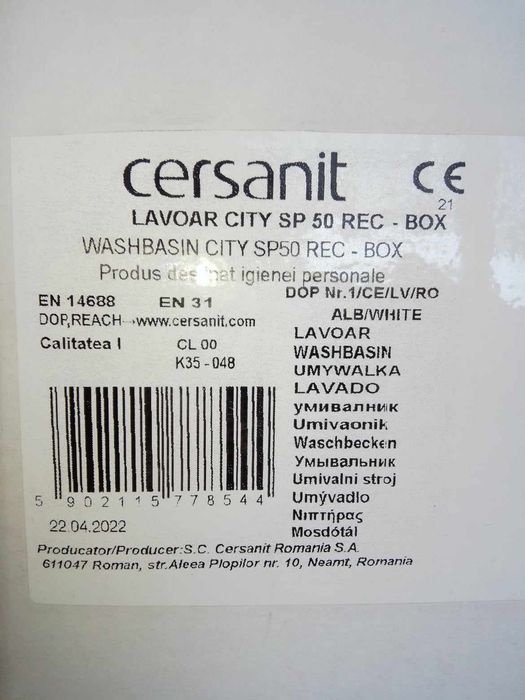 cersanit CE
21
LAVOAR CITY SP 50 REC - BOX
WASHBASIN CITY SP50 REC - BOX
Produs igienei personale
EN 14688 EN 31 DOP Nr.1/CE/LV/RO
DOP,REACH→www.cersanit.com ALB/WHITE
Calitatea I CL 00
K35-048
LAVOAR
WASHBASIN
UMYWALKA
LAVADO
умивалник
Umivaonik
Waschbecken
Умывальник
Umivalni stroj
Umývadlo
Νιπτήρας
Mosdótál
5 902115 778544
22.04.2022
Producator/Producer:S.C. Cersanit Romania S.A.
611047 Roman, str.Aleea Plopilor nr. 10, Neamt, Romania